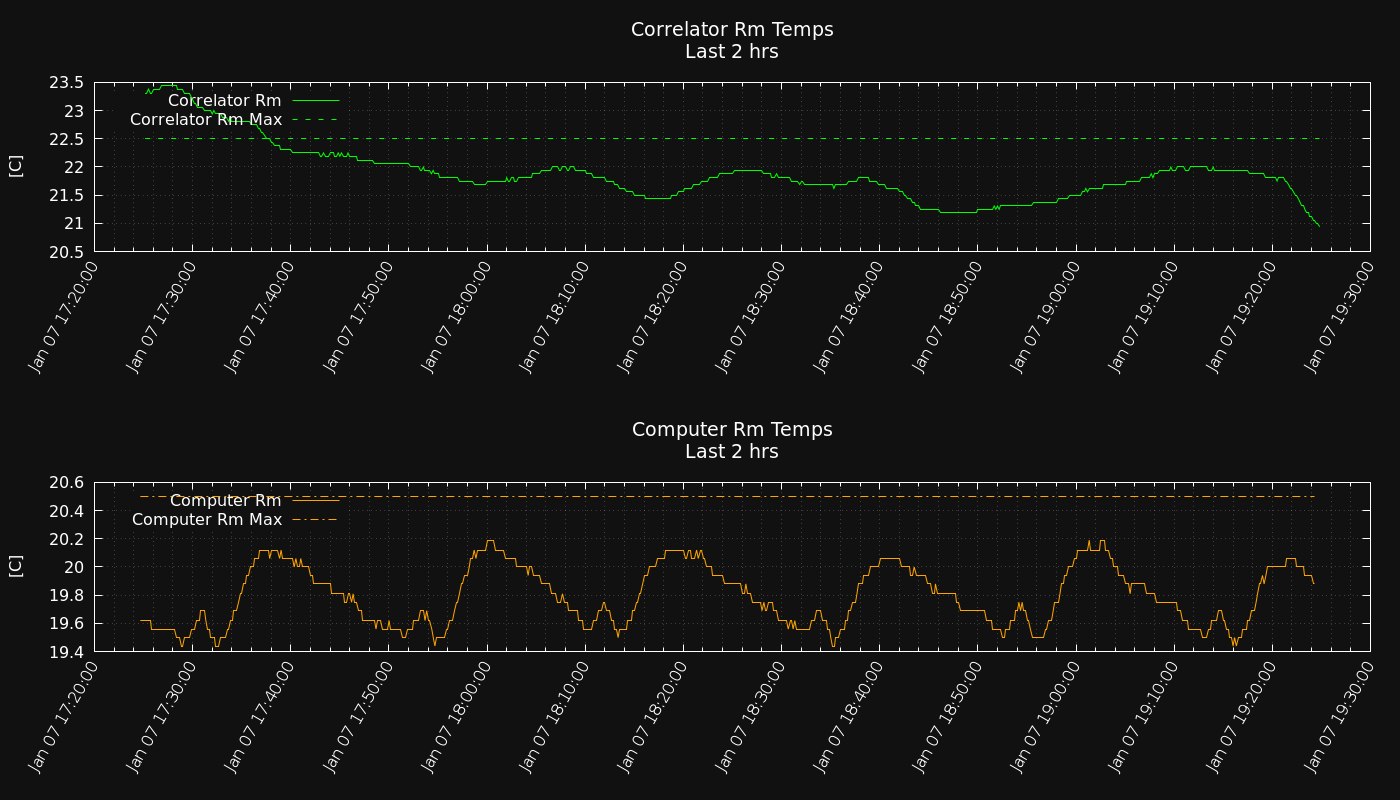 Correlator Rm Temps
Last 2 hrs
23.5
23
22.5
22
21.5
21
20.5
[C]
Correlator Rm
Correlator Rm Max
Jan 07 17:20:00
Jan 07 17:30:00
Jan 07 17:40:00
Jan 07 17:50:00
Jan 07 18:00:00
Jan 07 18:10:00
Jan 07 18:20:00
Jan 07 18:30:00
Jan 07 18:40:00
Jan 07 18:50:00
Jan 07 19:00:00
Jan 07 19:10:00
Jan 07 19:20:00
Jan 07 19:30:00
Computer Rm Temps
Last 2 hrs
20.6
20.4
20.2
20
19.8
19.6
19.4
[C]
Computer Rm
Computer Rm Max
Jan 07 17:20:00
Jan 07 17:30:00
Jan 07 17:40:00
Jan 07 17:50:00
Jan 07 18:00:00
Jan 07 18:10:00
Jan 07 18:20:00
Jan 07 18:30:00
Jan 07 18:40:00
Jan 07 18:50:00
Jan 07 19:00:00
Jan 07 19:10:00
Jan 07 19:20:00
Jan 07 19:30:00